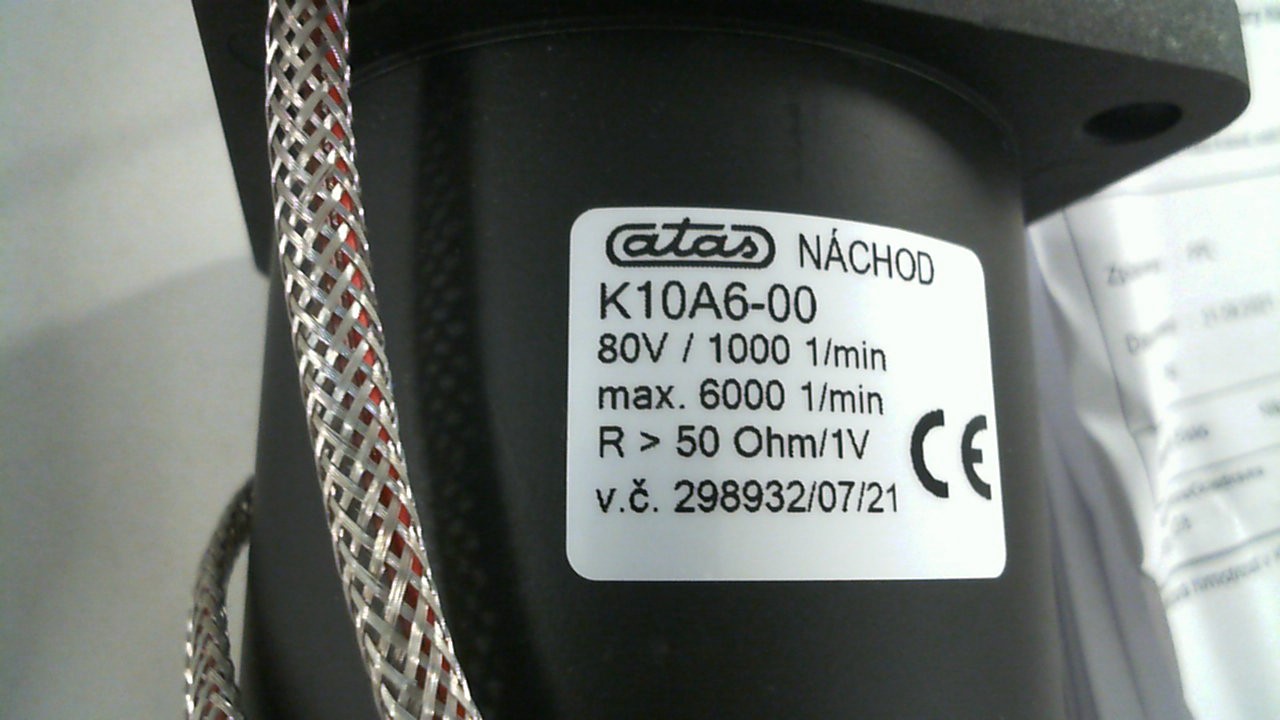 atas NÁCHOD
K10A6-00
80V / 1000 1/min
max. 6000 1/min
R > 50 Ohm/1V
v.č. 298932/07/21
CE